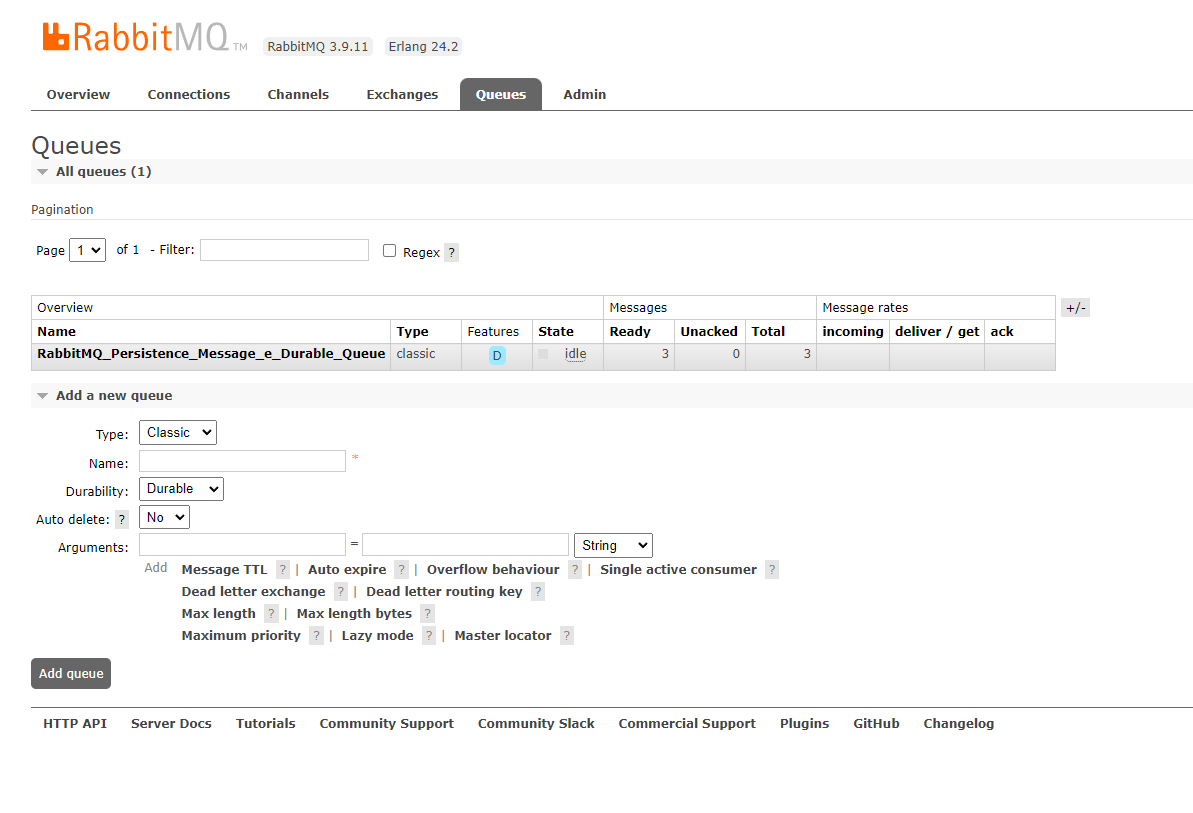 RabbitMQ TM RabbitMQ 3.9.11 Erlang 24.2
Overview Connections Channels Exchanges Queues Admin
Queues
All queues (1)
Pagination
Page 1 of 1 - Filter: Regex ?
Overview Messages Message rates +/-
Name Type Features State Ready Unacked Total incoming deliver / get ack
RabbitMQ_Persistence_Message_e_Durable_Queue classic D idle 3 0 3
Add a new queue
Type: Classic
Name: *
Durability: Durable
Auto delete: ? No
Arguments: = String
Add Message TTL ? | Auto expire ? | Overflow behaviour ? | Single active consumer ?
Dead letter exchange ? | Dead letter routing key ?
Max length ? | Max length bytes ?
Maximum priority ? | Lazy mode ? | Master locator ?
Add queue
HTTP API Server Docs Tutorials Community Support Community Slack Commercial Support Plugins GitHub Changelog